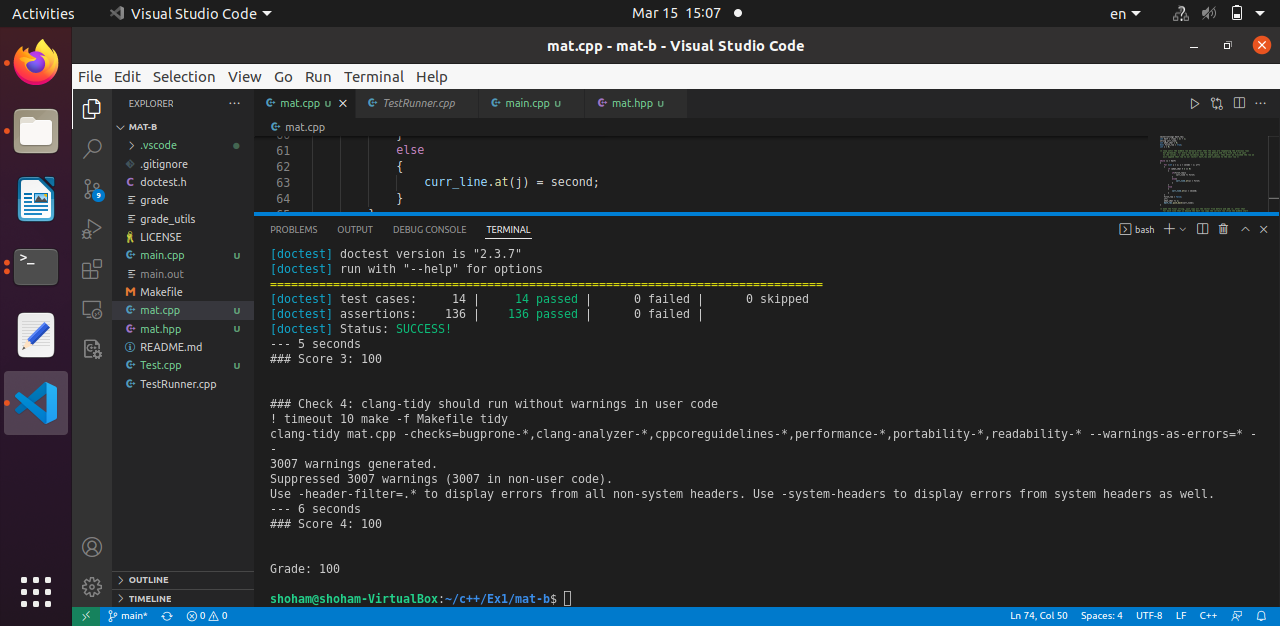 Activities
Visual Studio Code
Mar 15 15:07
en
mat.cpp - mat-b - Visual Studio Code
File Edit Selection View Go Run Terminal Help
EXPLORER
MAT-B
.vscode
.gitignore
C doctest.h
grade
grade_utils
LICENSE
main.cpp U
main.out
M Makefile
mat.cpp U
mat.hpp U
README.md
Test.cpp U
TestRunner.cpp
OUTLINE
TIMELINE
9
mat.cpp U
TestRunner.cpp
main.cpp U
mat.hpp U
mat.cpp
61 else
62 {
63 curr_line.at(j) = second;
64 }
PROBLEMS OUTPUT DEBUG CONSOLE TERMINAL
bash
[doctest] doctest version is "2.3.7"
[doctest] run with "--help" for options
===============================================================================
[doctest] test cases: 14 | 14 passed | 0 failed | 0 skipped
[doctest] assertions: 136 | 136 passed | 0 failed |
[doctest] Status: SUCCESS!
--- 5 seconds
### Score 3: 100
### Check 4: clang-tidy should run without warnings in user code
! timeout 10 make -f Makefile tidy
clang-tidy mat.cpp -checks=bugprone-*,clang-analyzer-*,cppcoreguidelines-*,performance-*,portability-*,readability-* --warnings-as-errors=* -
-
3007 warnings generated.
Suppressed 3007 warnings (3007 in non-user code).
Use -header-filter=.* to display errors from all non-system headers. Use -system-headers to display errors from system headers as well.
--- 6 seconds
### Score 4: 100
Grade: 100
shoham@shoham-VirtualBox:~/c++/Ex1/mat-b$
main* 0 0
Ln 74, Col 50 Spaces: 4 UTF-8 LF C++